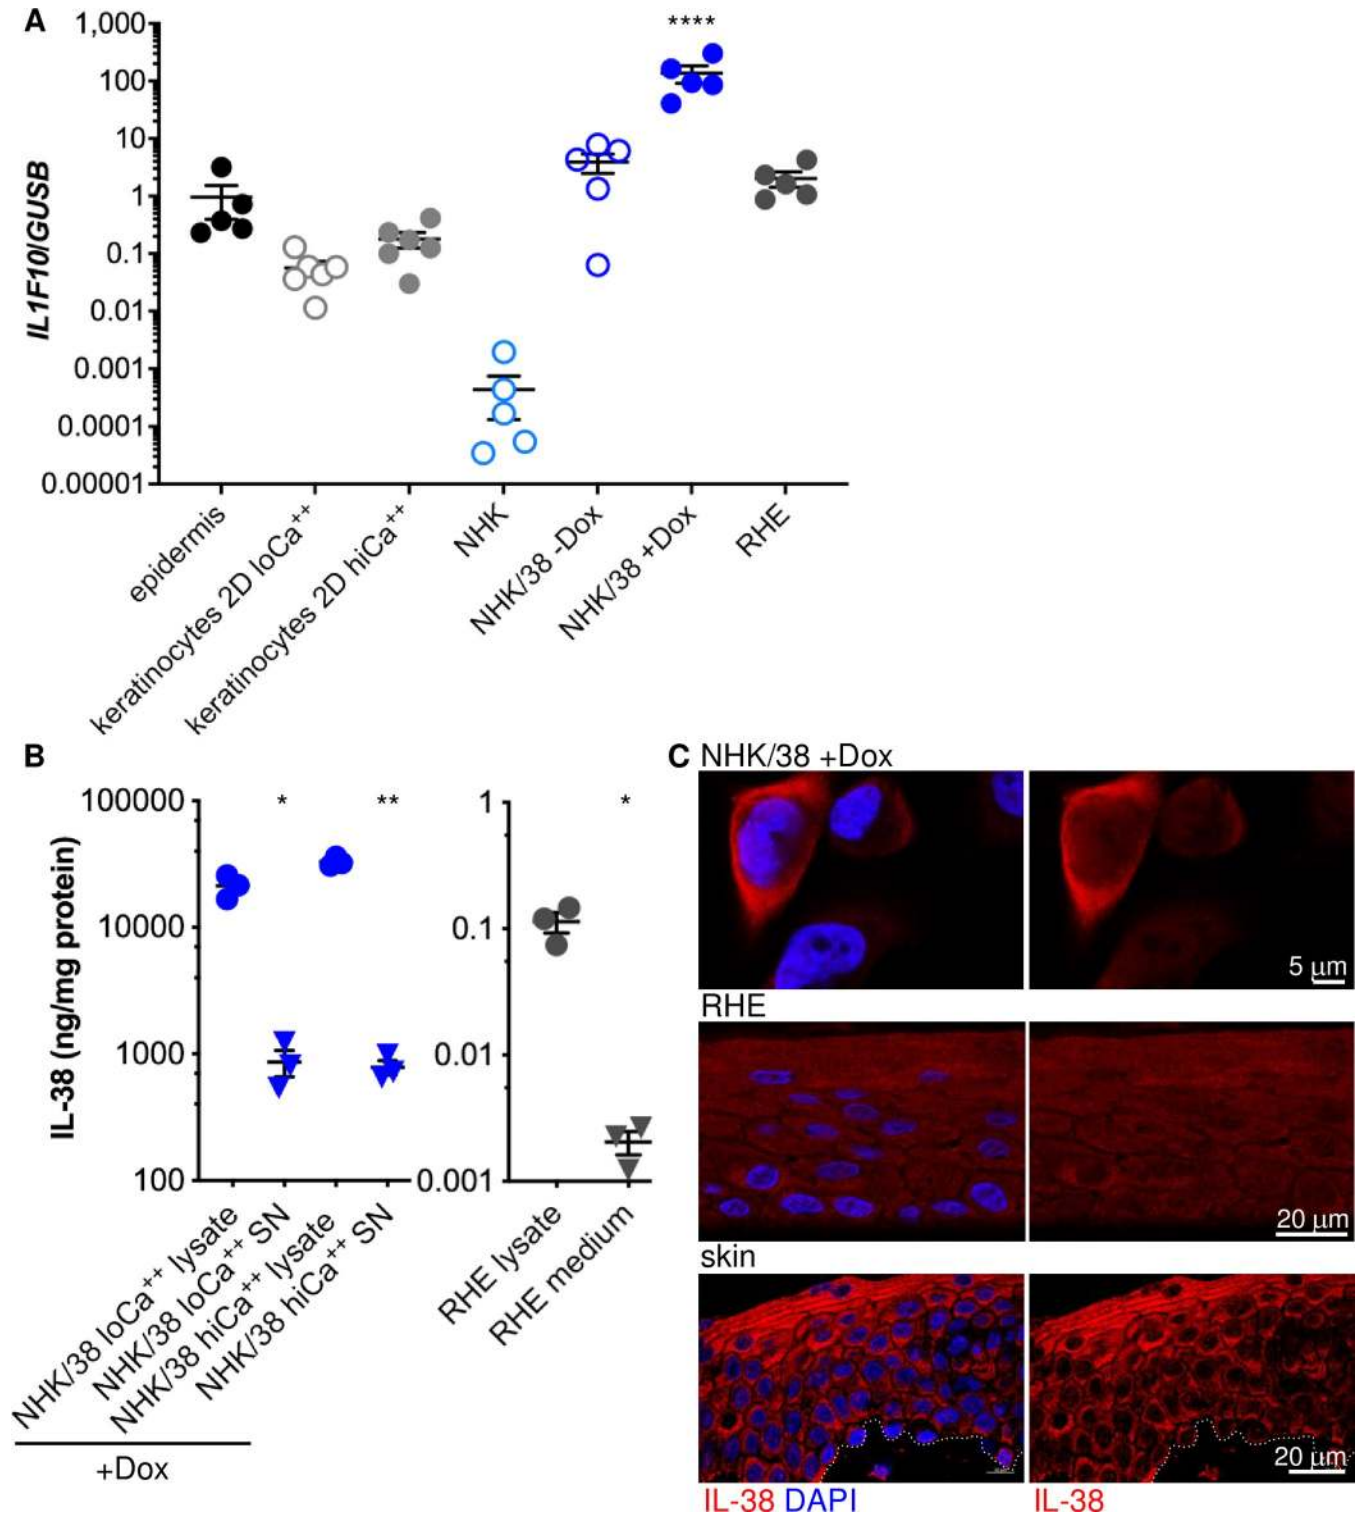 A
****
1,000
100
10
1
0.1
0.01
0.001
0.0001
0.00001
IL1F10/GUSB
epidermis
keratinocytes 2D loCa++
keratinocytes 2D hiCa++
NHK
NHK/38 -Dox
NHK/38 +Dox
RHE
B
IL-38 (ng/mg protein)
100000
10000
1000
100
*
**
NHK/38 loCa++ lysate
NHK/38 loCa++ SN
NHK/38 hiCa++ lysate
NHK/38 hiCa++ SN
+Dox
1
0.1
0.01
0.001
*
RHE lysate
RHE medium
C NHK/38 +Dox
5 µm
RHE
20 µm
skin
20 µm
IL-38 DAPI
IL-38